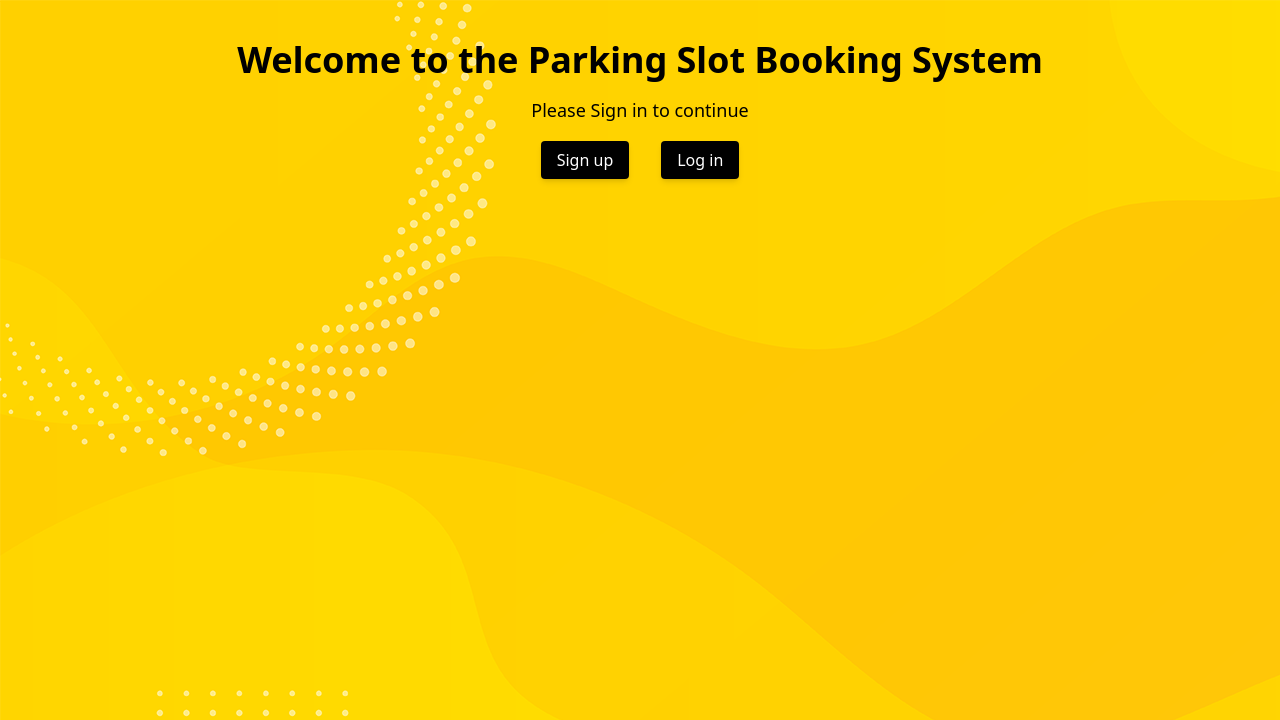 Welcome to the Parking Slot Booking System
Please Sign in to continue
Sign up
Log in